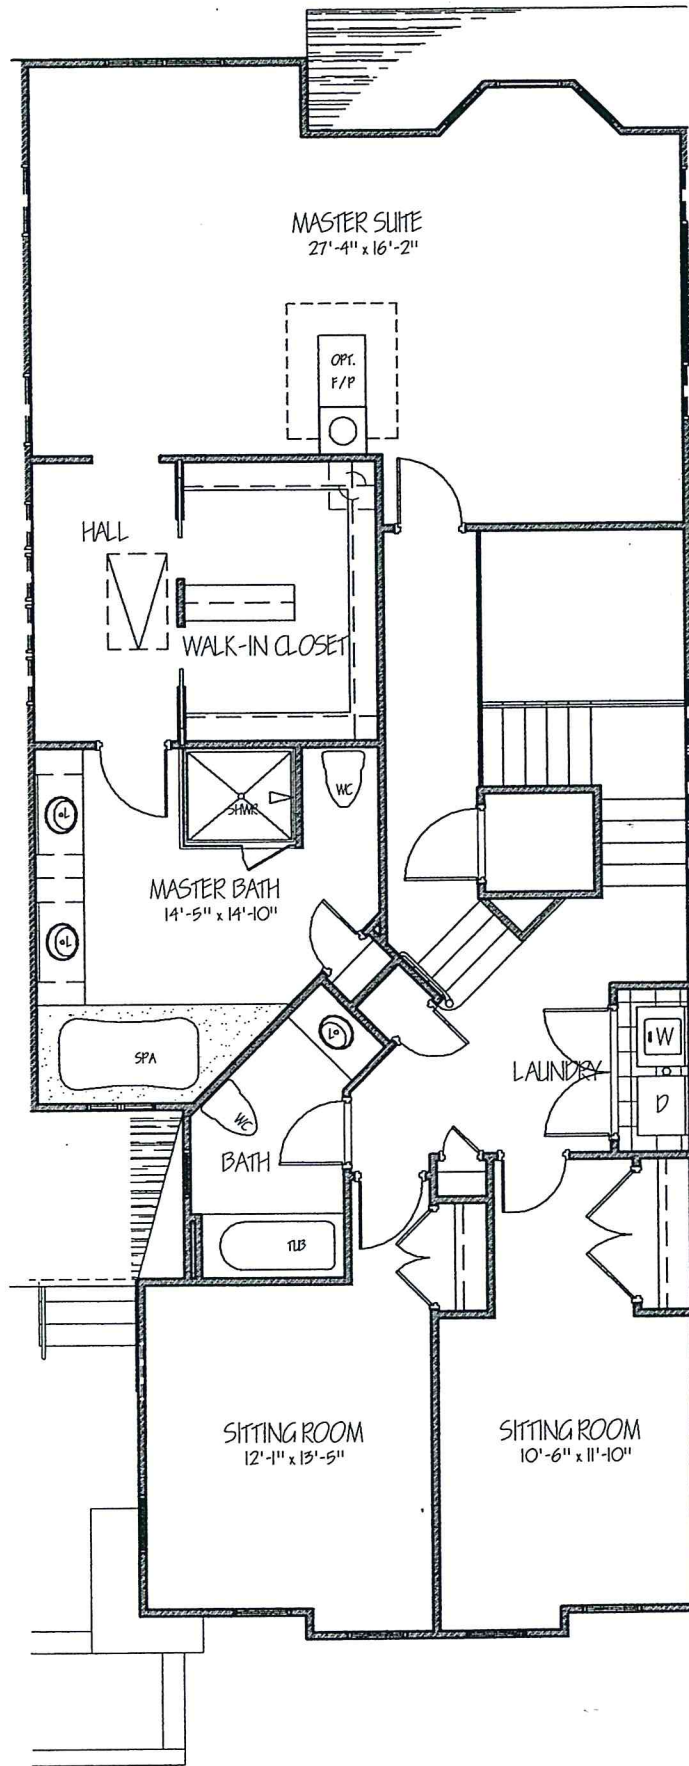 MASTER SUITE
27'-4" x 16'-2"
OPT.
F/P
HALL
WALK-IN CLOSET
SHWR
WC
L
MASTER BATH
14'-5" x 14'-10"
L
SPA
L
LAUNDRY
W
D
WC
BATH
TUB
SITTING ROOM
12'-1" x 13'-5"
SITTING ROOM
10'-6" x 11'-10"